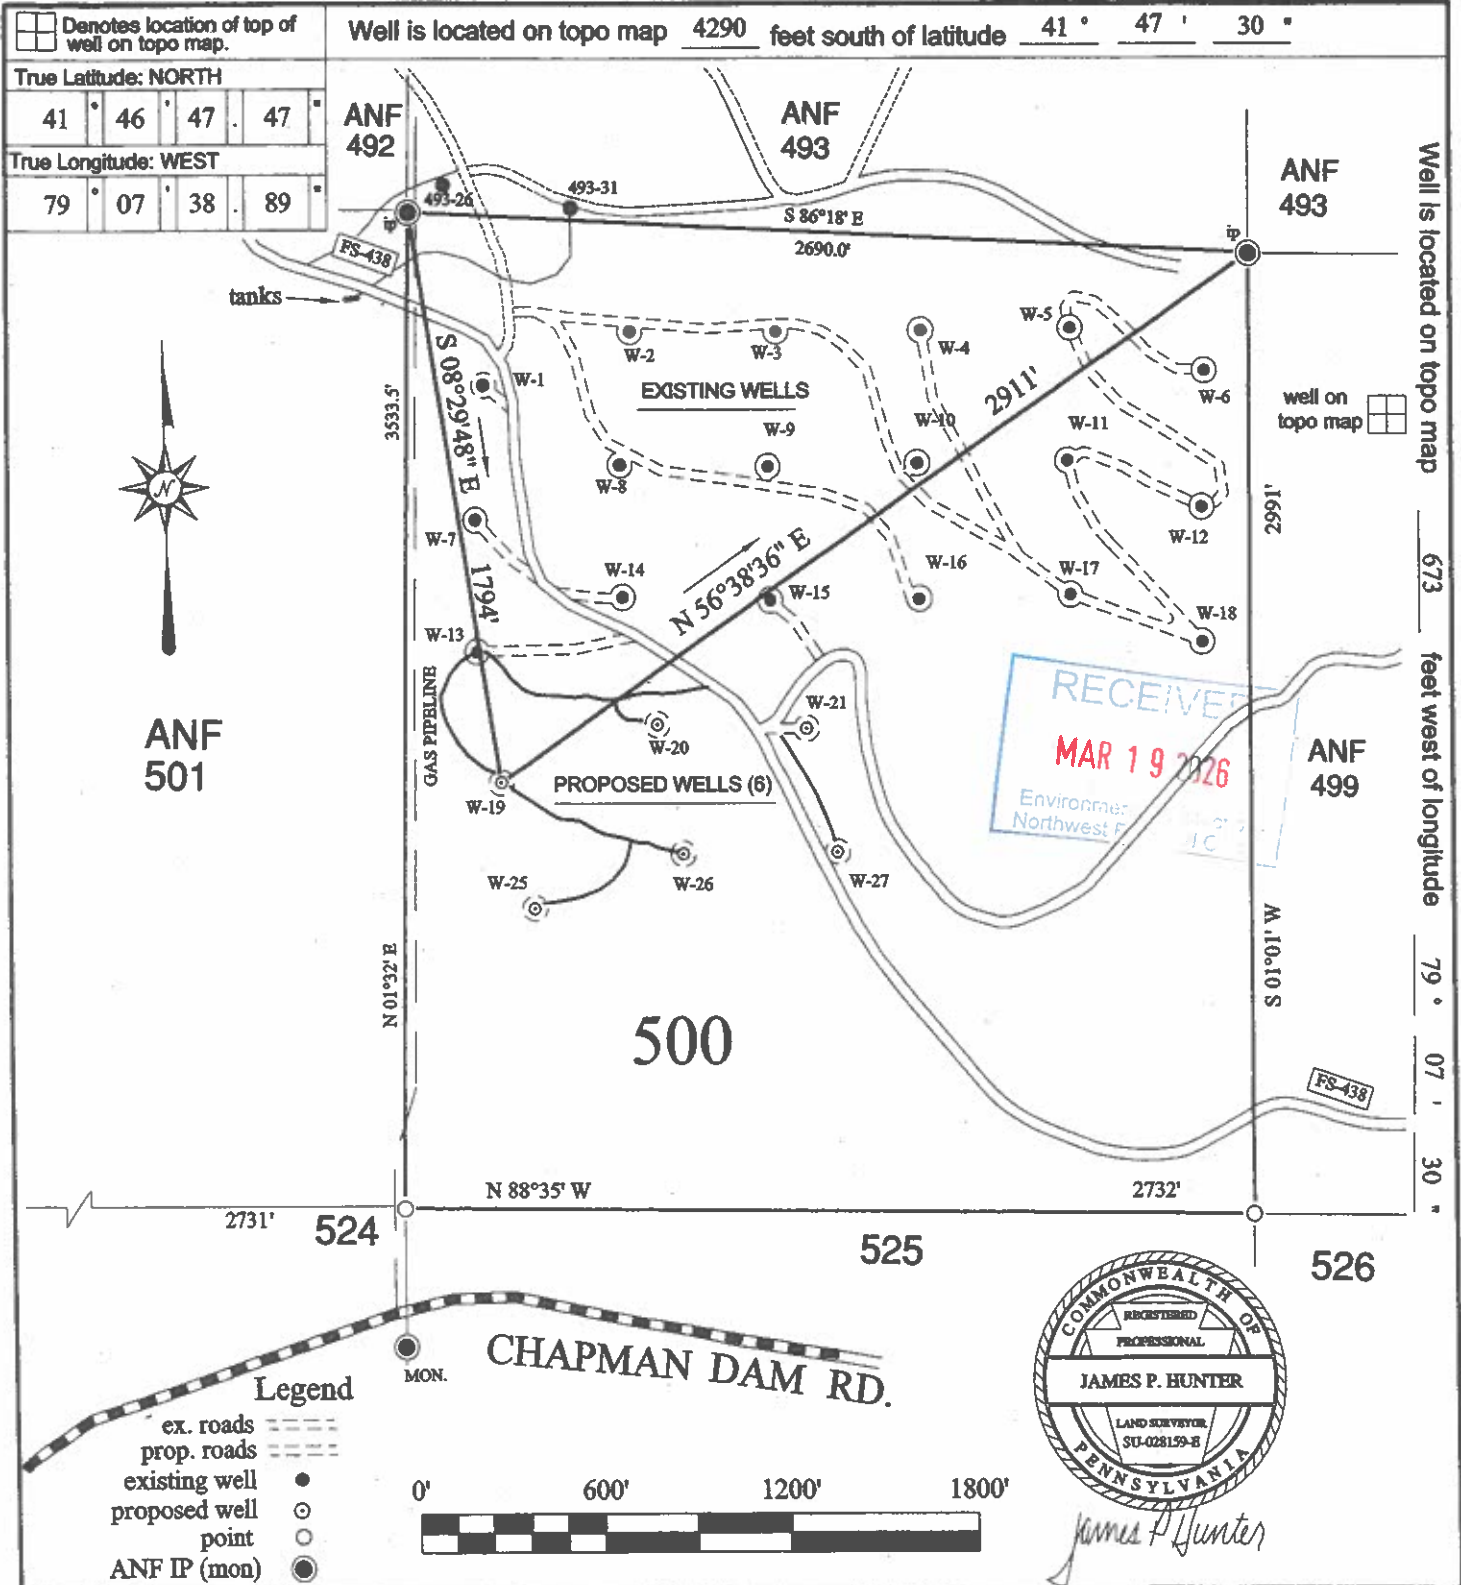 Denotes location of top of
well on topo map.
Well is located on topo map 4290 feet south of latitude 41 ° 47 ' 30 "
True Latitude: NORTH
41 ° 46 ' 47 . 47 "
True Longitude: WEST
79 ° 07 ' 38 . 89 "
ANF
492
ANF
493
ANF
493
493-26
493-31
ip
S 86°18' E
2690.0'
ip
FS-438
tanks
W-1
W-2
W-3
W-4
W-5
W-6
EXISTING WELLS
well on
topo map
S 08°29'48" E
1794'
3533.5'
2911'
N 56°38'36" E
2991'
W-7
W-8
W-9
W-10
W-11
W-12
W-13
W-14
W-15
W-16
W-17
W-18
N
GAS PIPELINE
ANF
501
W-19
W-20
W-21
PROPOSED WELLS (6)
W-25
W-26
W-27
RECEIVE
MAR 19 2026
Northwest
ANF
499
Well is located on topo map 673 feet west of longitude 79 ° 07 ' 30 "
N 01°32' E
S 01°10' W
500
FS-438
N 88°35' W
2732'
2731'
524
525
526
CHAPMAN DAM RD.
MON.
Legend
ex. roads
prop. roads
existing well
proposed well
point
ANF IP (mon)
0' 600' 1200' 1800'
COMMONWEALTH OF
REGISTERED
PROFESSIONAL
JAMES P. HUNTER
LAND SURVEYOR
SU-028159-E
PENNSYLVANIA
James P Hunter